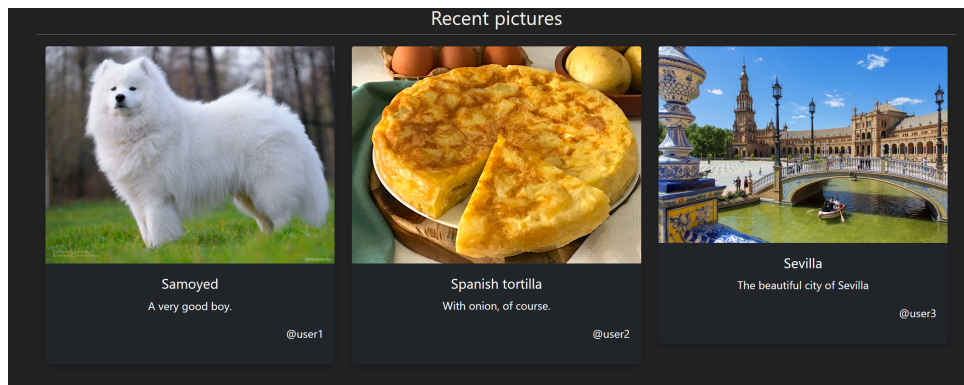 Recent pictures
Samoyed
A very good boy.
@user1
Spanish tortilla
With onion, of course.
@user2
Sevilla
The beautiful city of Sevilla
@user3